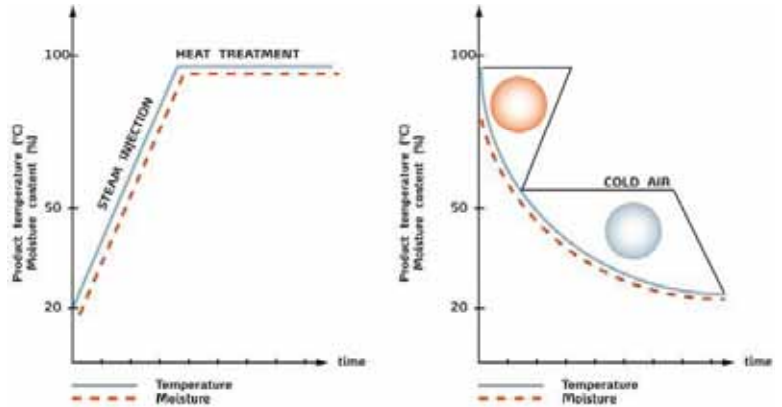 100
HEAT TREATMENT
STEAM INJECTION
Product temperature (°C)
Moisture content (%)
50
20
time
Temperature
Moisture
100
COLD AIR
Product temperature (°C)
Moisture content (%)
50
20
time
Temperature
Moisture